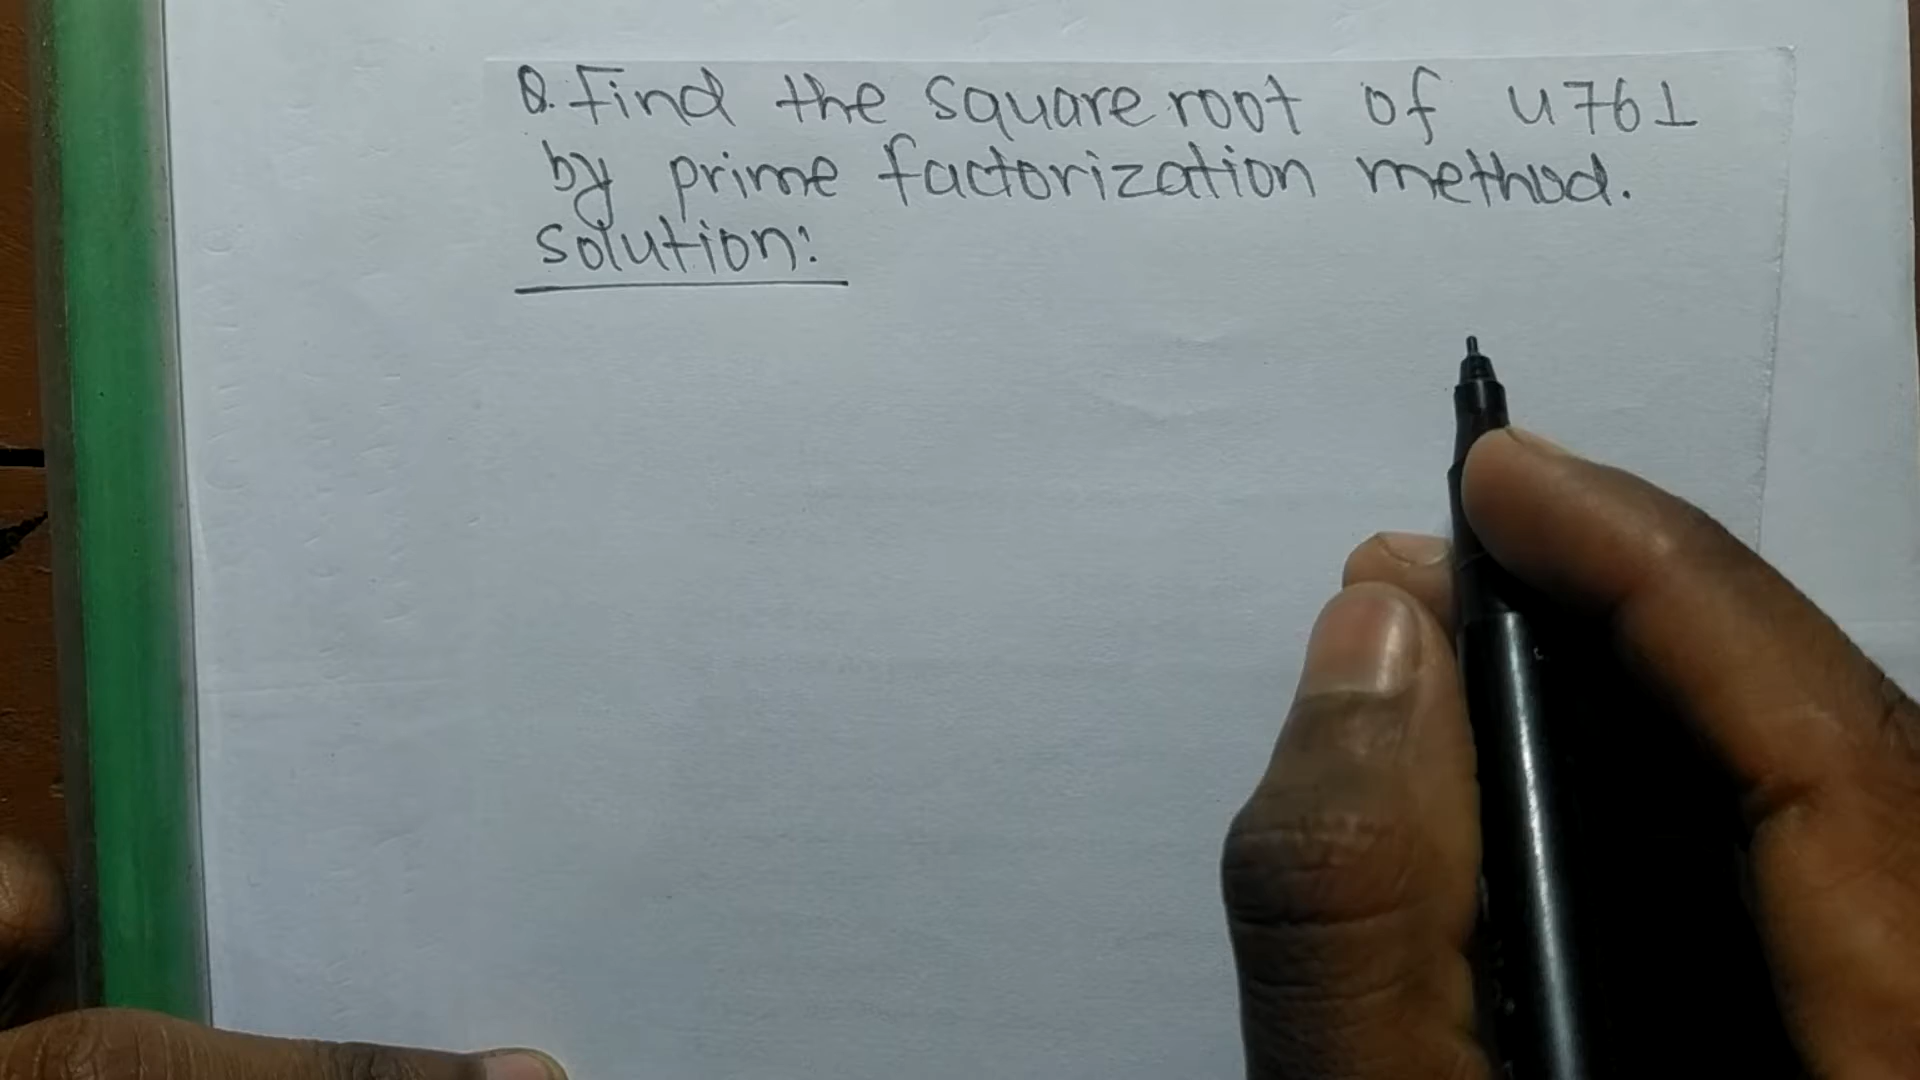 Q. Find the square root of 4761
by prime factorization method.
solution: